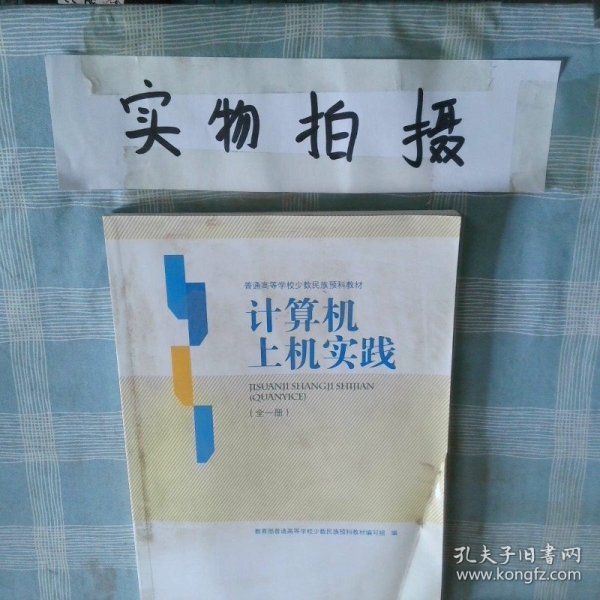 实物拍摄
普通高等学校少数民族预科教材
计算机
上机实践
JISUANJI SHANGJI SHIJIAN
(QUANYICE)
(全一册)
教育部普通高等学校少数民族预科教材编写组 编
孔夫子旧书网
www.kongfz.com